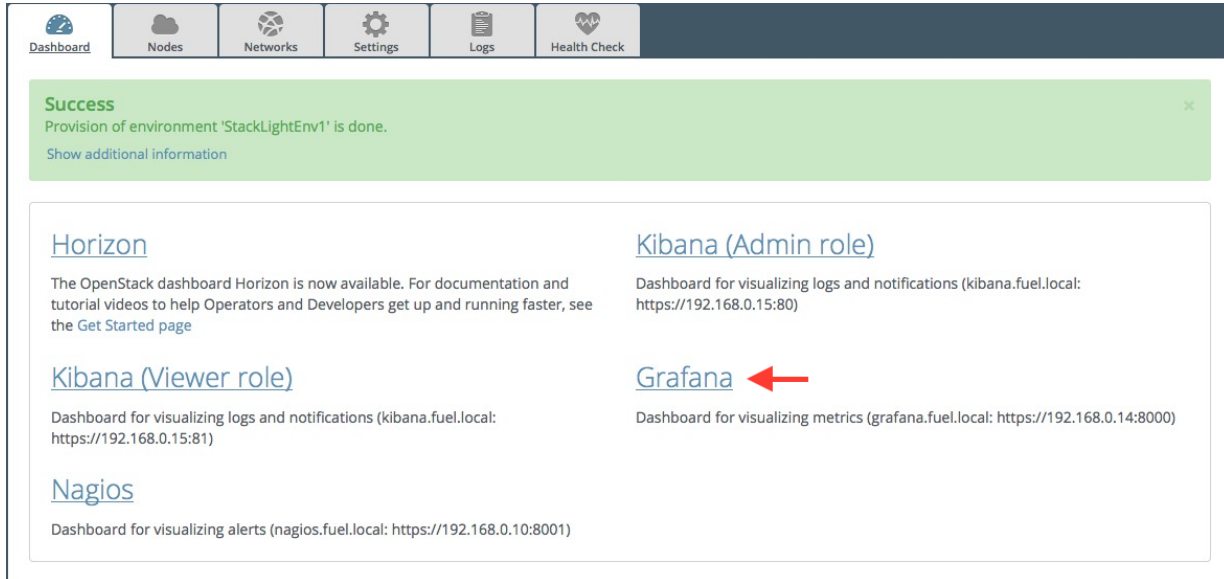 Dashboard
Nodes
Networks
Settings
Logs
Health Check
Success
×
Provision of environment 'StackLightEnv1' is done.
Show additional information
Horizon
The OpenStack dashboard Horizon is now available. For documentation and
tutorial videos to help Operators and Developers get up and running faster, see
the Get Started page
Kibana (Admin role)
Dashboard for visualizing logs and notifications (kibana.fuel.local:
https://192.168.0.15:80)
Kibana (Viewer role)
Dashboard for visualizing logs and notifications (kibana.fuel.local:
https://192.168.0.15:81)
Grafana
Dashboard for visualizing metrics (grafana.fuel.local: https://192.168.0.14:8000)
Nagios
Dashboard for visualizing alerts (nagios.fuel.local: https://192.168.0.10:8001)